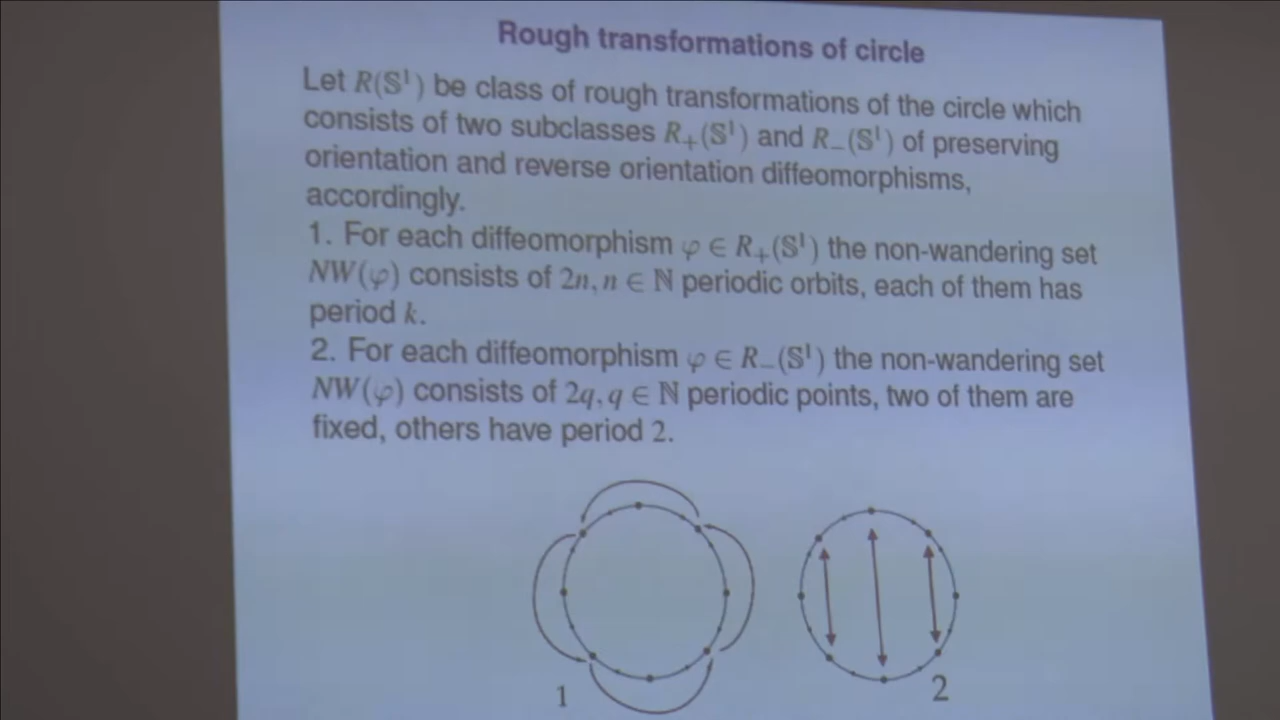 Rough transformations of circle
Let R(𝕊¹) be class of rough transformations of the circle which
consists of two subclasses R₊(𝕊¹) and R₋(𝕊¹) of preserving
orientation and reverse orientation diffeomorphisms,
accordingly.
1. For each diffeomorphism φ ∈ R₊(𝕊¹) the non-wandering set
NW(φ) consists of 2n, n ∈ ℕ periodic orbits, each of them has
period k.
2. For each diffeomorphism φ ∈ R₋(𝕊¹) the non-wandering set
NW(φ) consists of 2q, q ∈ ℕ periodic points, two of them are
fixed, others have period 2.
1
2